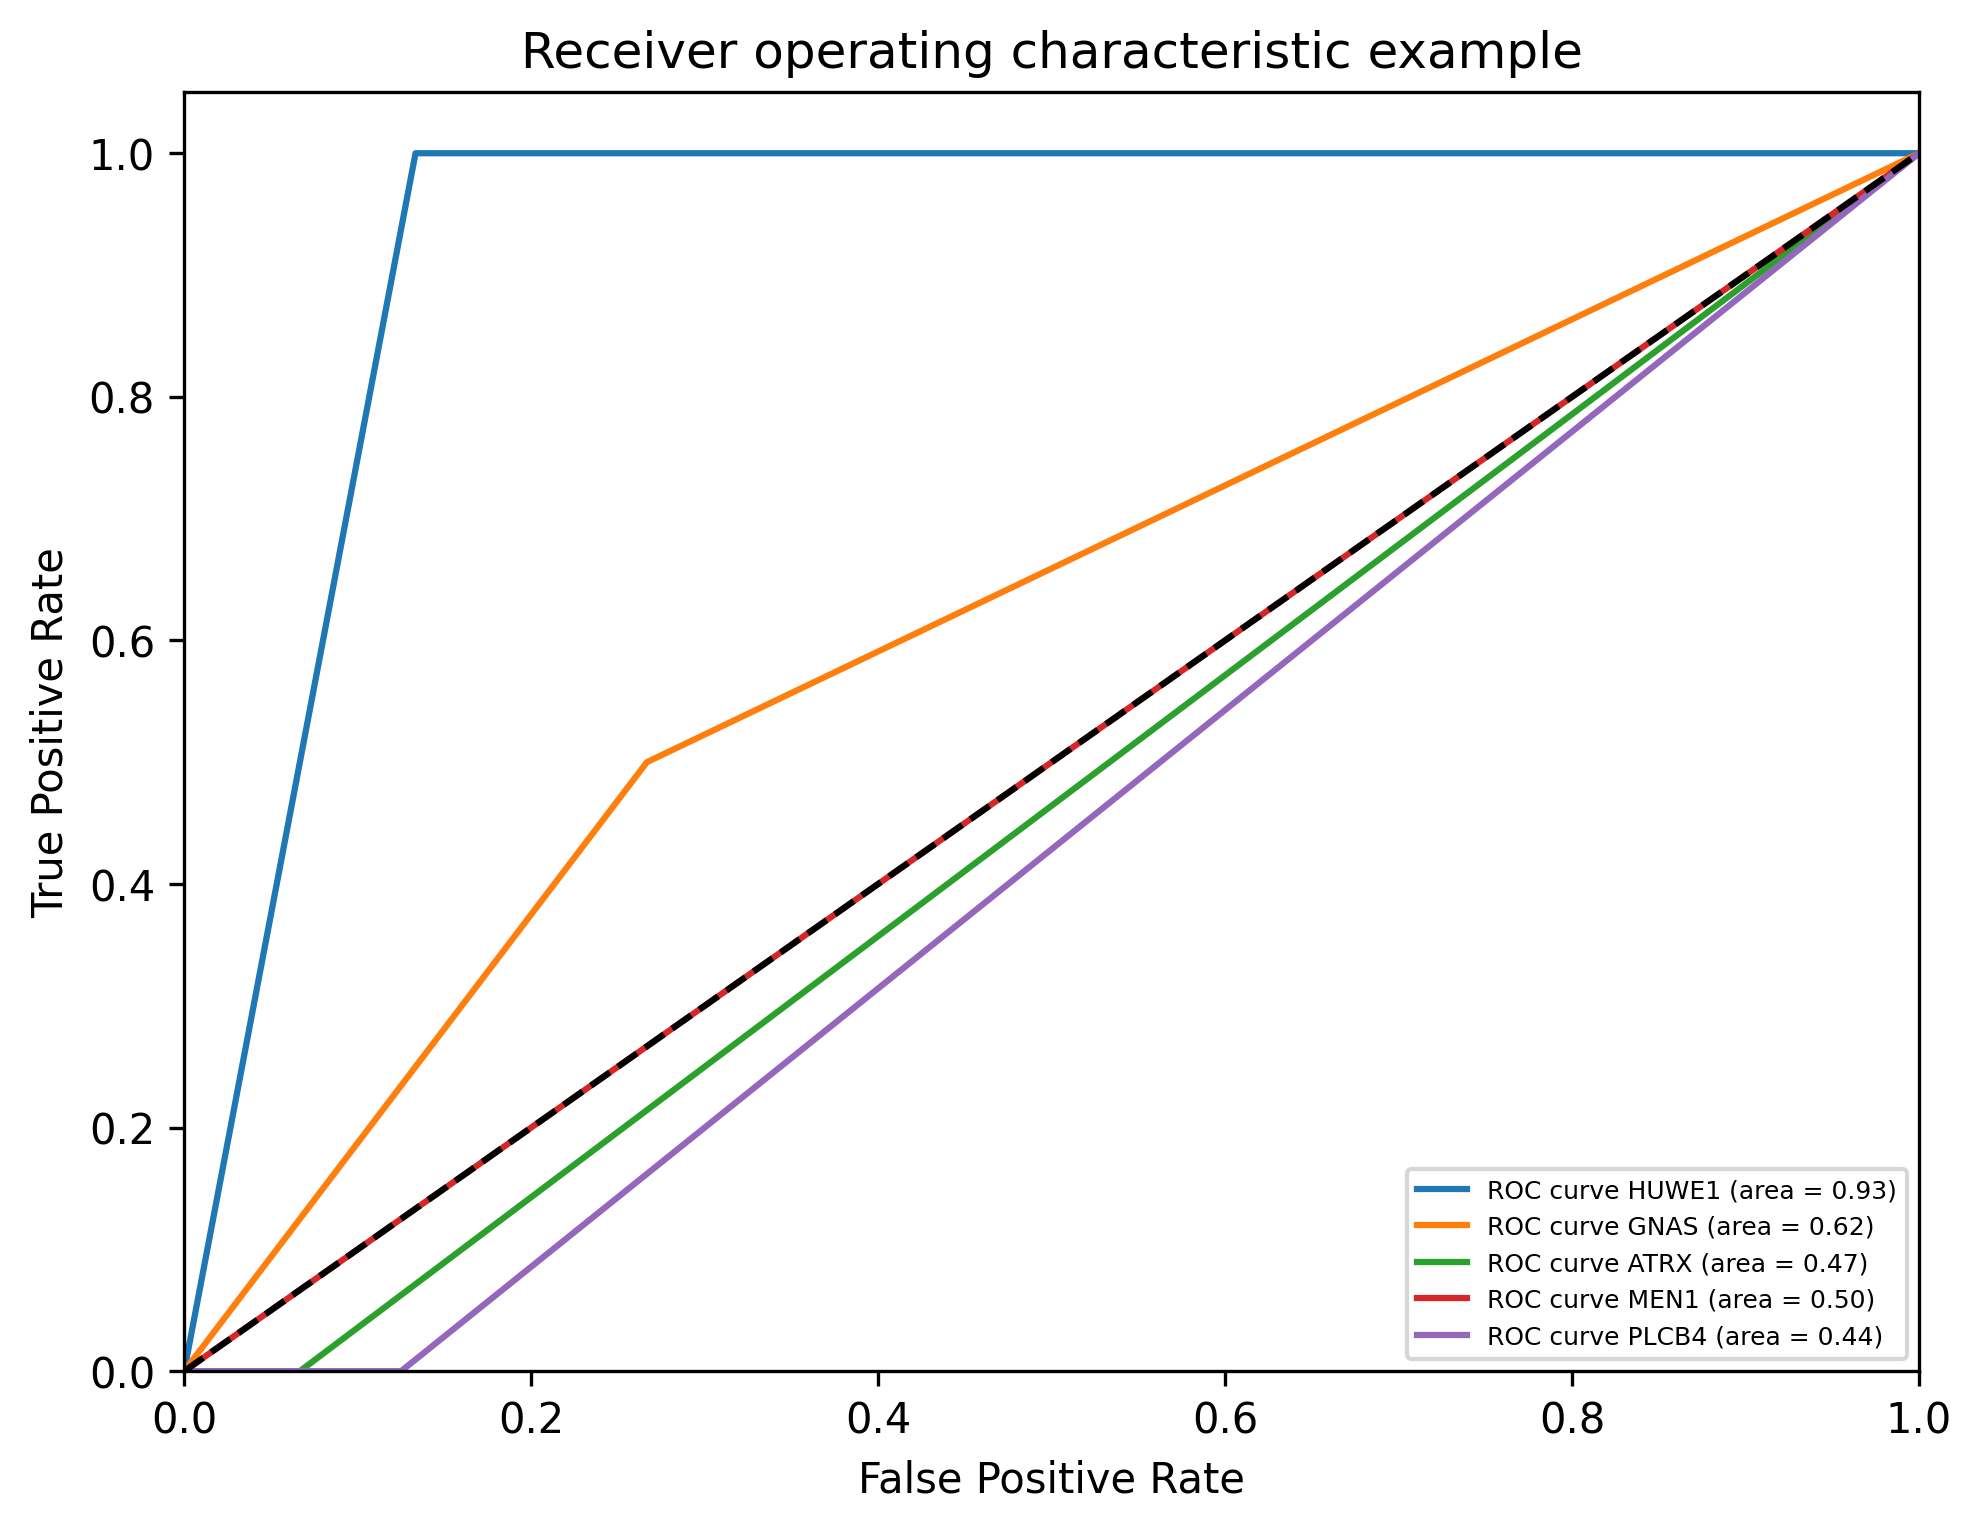 Receiver operating characteristic example
1.0
0.8
0.6
0.4
0.2
0.0
True Positive Rate
0.0 0.2 0.4 0.6 0.8 1.0
False Positive Rate
ROC curve HUWE1 (area = 0.93)
ROC curve GNAS (area = 0.62)
ROC curve ATRX (area = 0.47)
ROC curve MEN1 (area = 0.50)
ROC curve PLCB4 (area = 0.44)